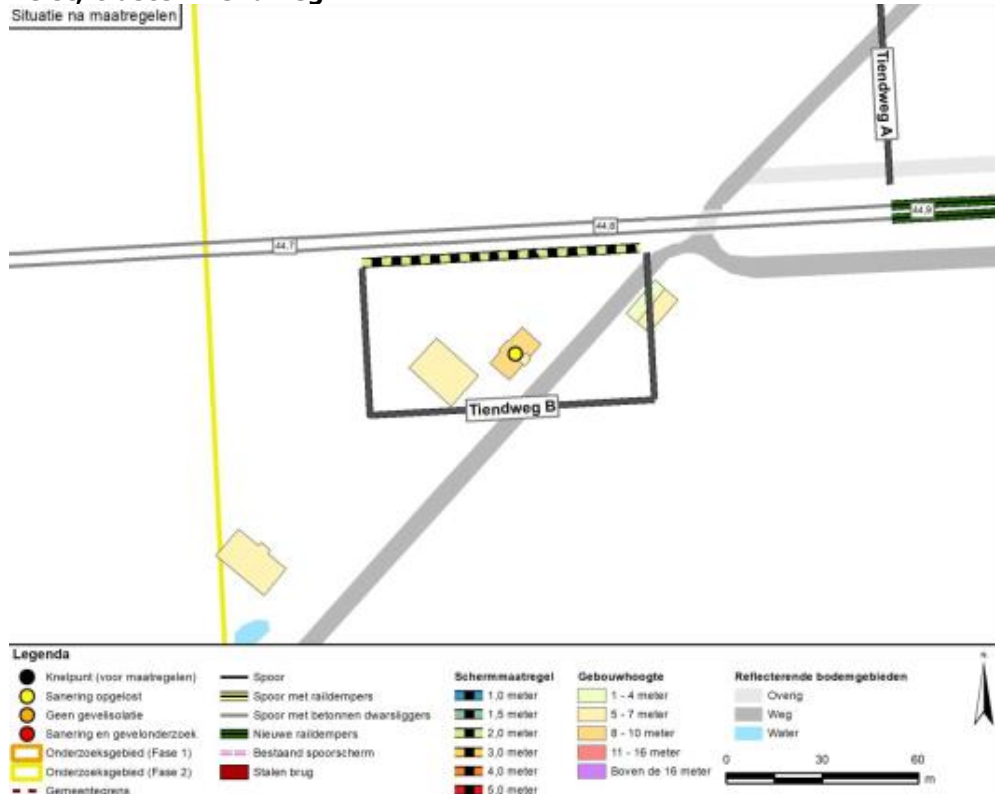 Situatie na maatregelen
Tiendweg A
44,9
44,8
44,7
Tiendweg B
Legenda
Knelpunt (voor maatregelen)
Sanering opgelost
Geen gevelisolatie
Sanering en gevelonderzoek
Onderzoeksgebied (Fase 1)
Onderzoeksgebied (Fase 2)
Gemeentegrens
Spoor
Spoor met raildempers
Spoor met betonnen dwarsliggers
Nieuwe raildempers
Bestaand spoorscherm
Stalen brug
Schermmaatregel
1,0 meter
1,5 meter
2,0 meter
3,0 meter
4,0 meter
5,0 meter
Gebouwhoogte
1 - 4 meter
5 - 7 meter
8 - 10 meter
11 - 16 meter
Boven de 16 meter
Reflecterende bodemgebieden
Overig
Weg
Water
N
0 30 60
m